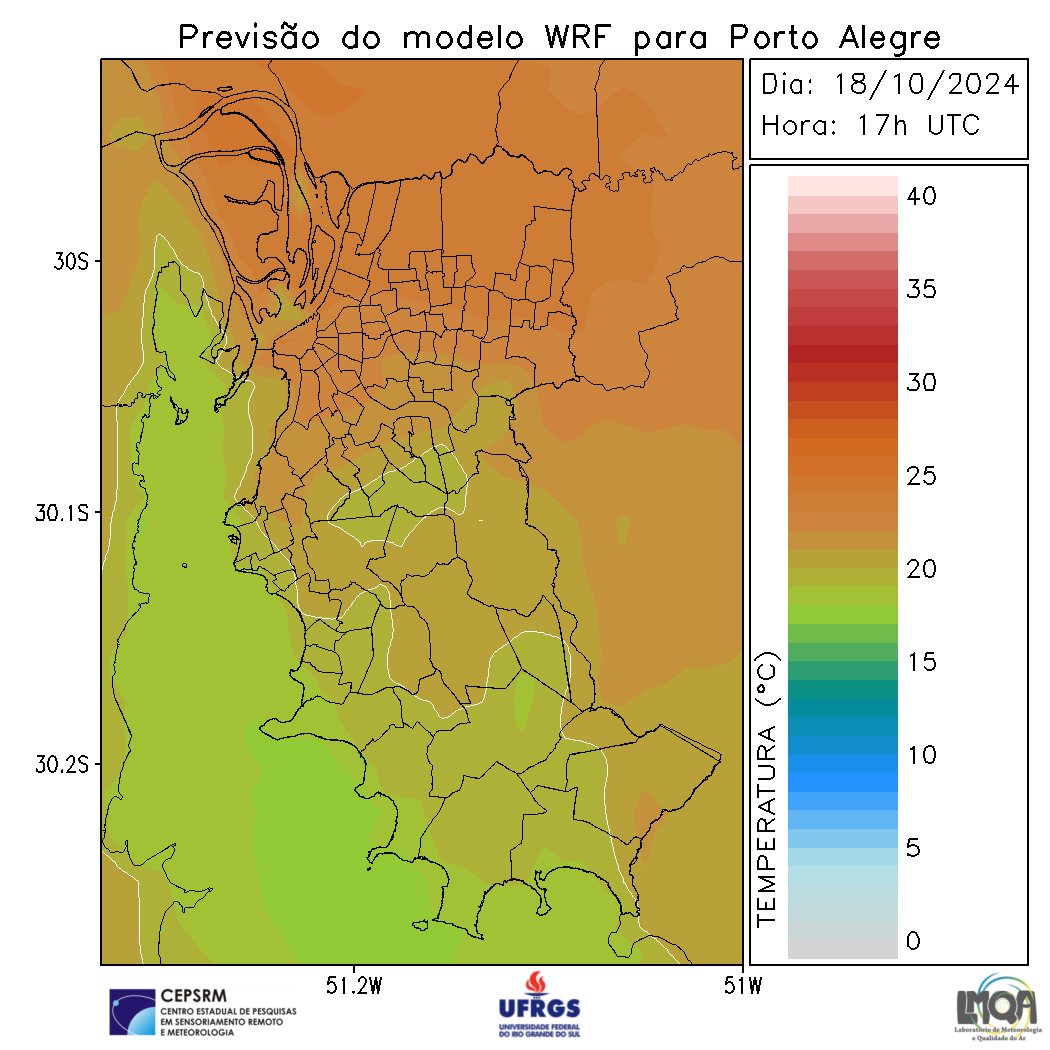 Previsão do modelo WRF para Porto Alegre
Dia: 18/10/2024
Hora: 17h UTC
40
35
30
25
20
15
10
5
0
TEMPERATURA (°C)
30S
30.1S
30.2S
51.2W
51W
CEPSRM
CENTRO ESTADUAL DE PESQUISAS
EM SENSORIAMENTO REMOTO
E METEOROLOGIA
UFRGS
UNIVERSIDADE FEDERAL
DO RIO GRANDE DO SUL
LMQA
Laboratório de Meteorologia
e Qualidade do Ar